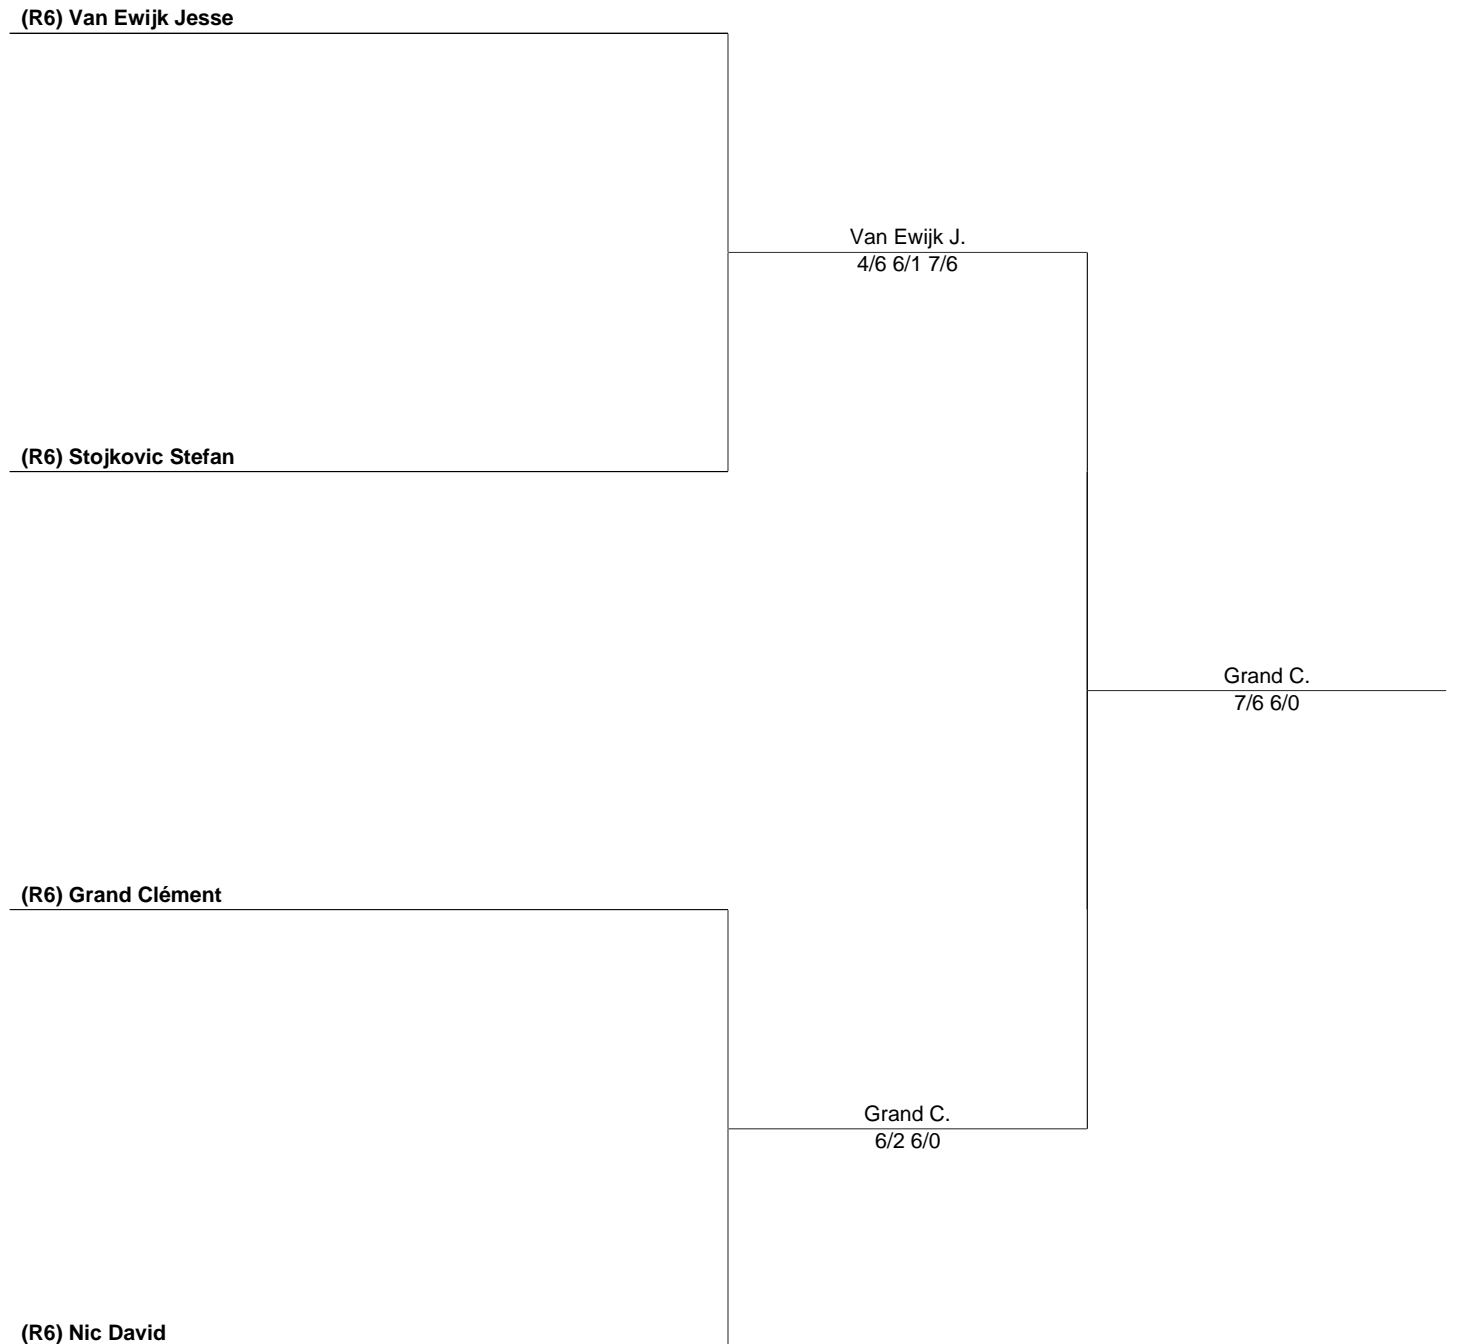 (R6) Van Ewijk Jesse
Van Ewijk J.
4/6 6/1 7/6
(R6) Stojkovic Stefan
Grand C.
7/6 6/0
(R6) Grand Clément
Grand C.
6/2 6/0
(R6) Nic David